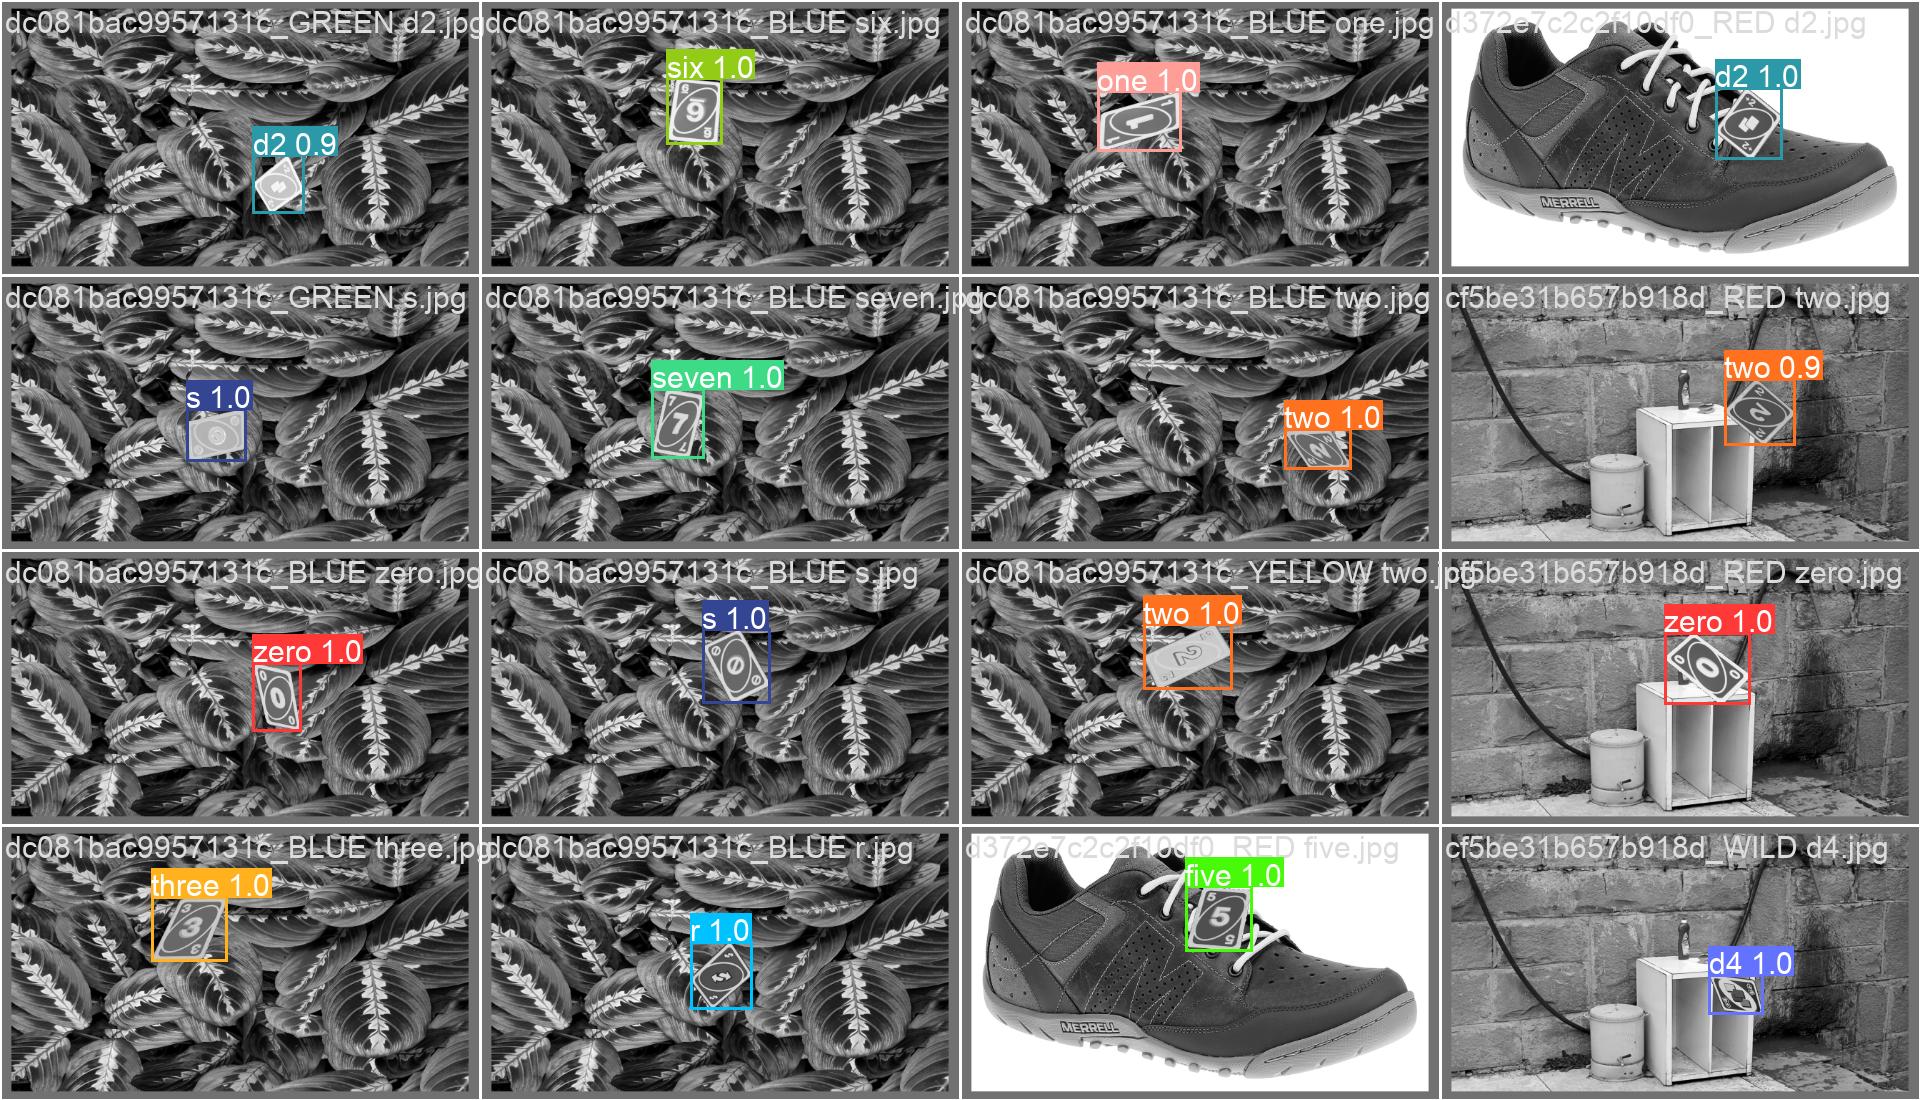 dc081bac9957131c_GREEN d2.jpg
d2 0.9
dc081bac9957131c_BLUE six.jpg
six 1.0
6
dc081bac9957131c_BLUE one.jpg
one 1.0
1
d372e7c2c2f10df0_RED d2.jpg
d2 1.0
MERRELL
dc081bac9957131c_GREEN s.jpg
s 1.0
dc081bac9957131c_BLUE seven.jpg
seven 1.0
7
dc081bac9957131c_BLUE two.jpg
two 1.0
2
cf5be31b657b918d_RED two.jpg
two 0.9
2
dc081bac9957131c_BLUE zero.jpg
zero 1.0
0
dc081bac9957131c_BLUE s.jpg
s 1.0
dc081bac9957131c_YELLOW two.jpg
two 1.0
2
cf5be31b657b918d_RED zero.jpg
zero 1.0
0
dc081bac9957131c_BLUE three.jpg
three 1.0
3
3
3
dc081bac9957131c_BLUE r.jpg
r 1.0
d372e7c2c2f10df0_RED five.jpg
five 1.0
5
5
5
MERRELL
cf5be31b657b918d_WILD d4.jpg
d4 1.0